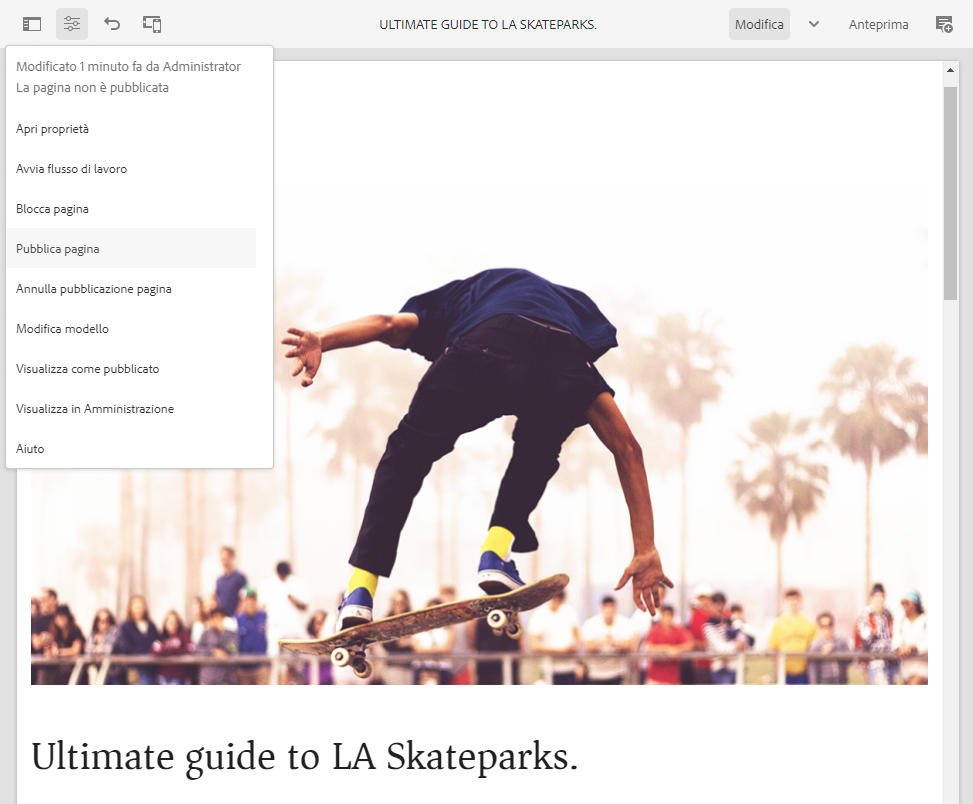 ULTIMATE GUIDE TO LA SKATEPARKS.
Modifica
Anteprima
Modificato 1 minuto fa da Administrator
La pagina non è pubblicata
Apri proprietà
Avvia flusso di lavoro
Blocca pagina
Pubblica pagina
Annulla pubblicazione pagina
Modifica modello
Visualizza come pubblicato
Visualizza in Amministrazione
Aiuto
Ultimate guide to LA Skateparks.